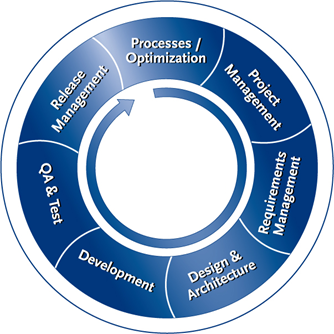 Processes /
Optimization
Project
Management
Requirements
Management
Design &
Architecture
Development
QA & Test
Release
Management